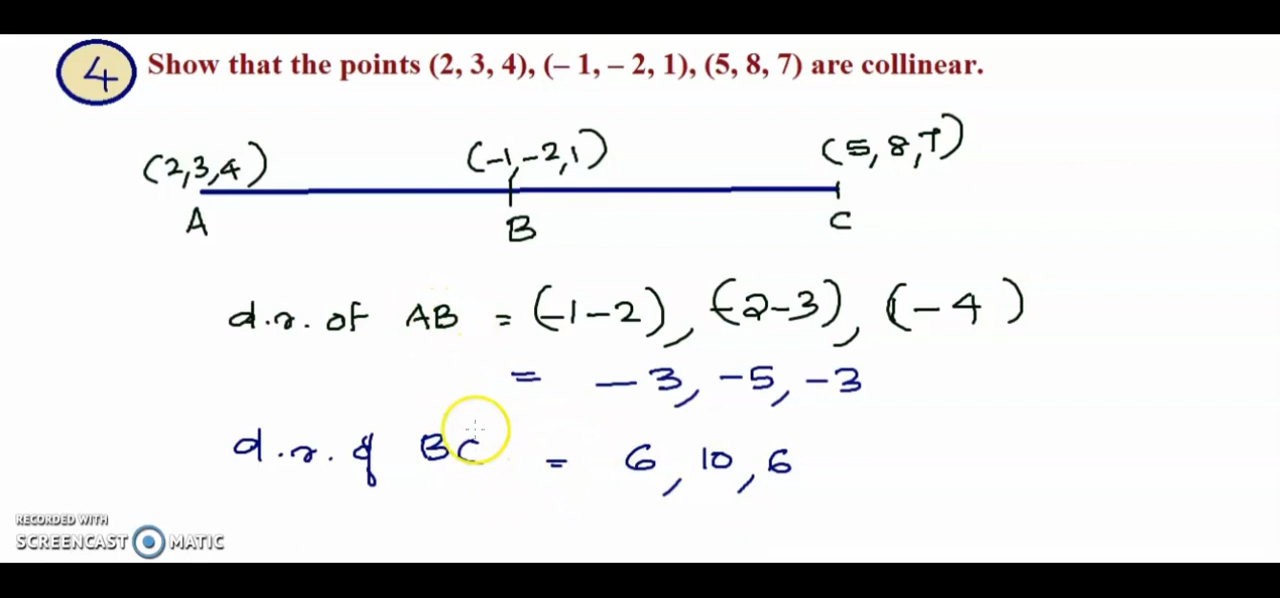 4 Show that the points (2, 3, 4), (– 1, – 2, 1), (5, 8, 7) are collinear.
(2,3,4) (-1,-2,1) (5,8,7)
A B C
d.r. of AB = (-1-2), (-2-3), ( -4 )
= -3, -5, -3
d.r. of BC = 6, 10, 6
RECORDED WITH
SCREENCAST MATIC